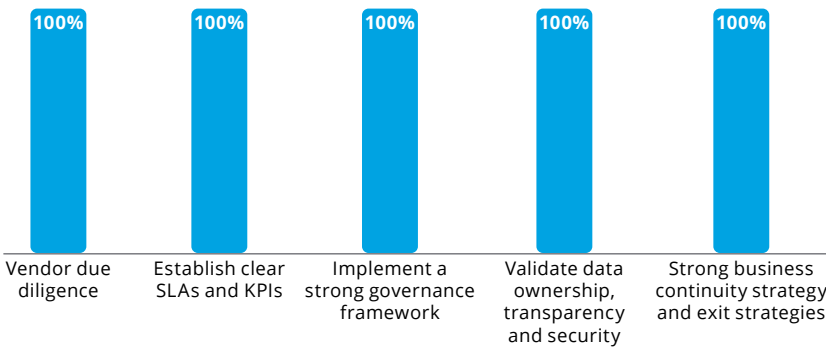 100%
100%
100%
100%
100%
Vendor due
diligence
Establish clear
SLAs and KPIs
Implement a
strong governance
framework
Validate data
ownership,
transparency
and security
Strong business
continuity strategy
and exit strategies